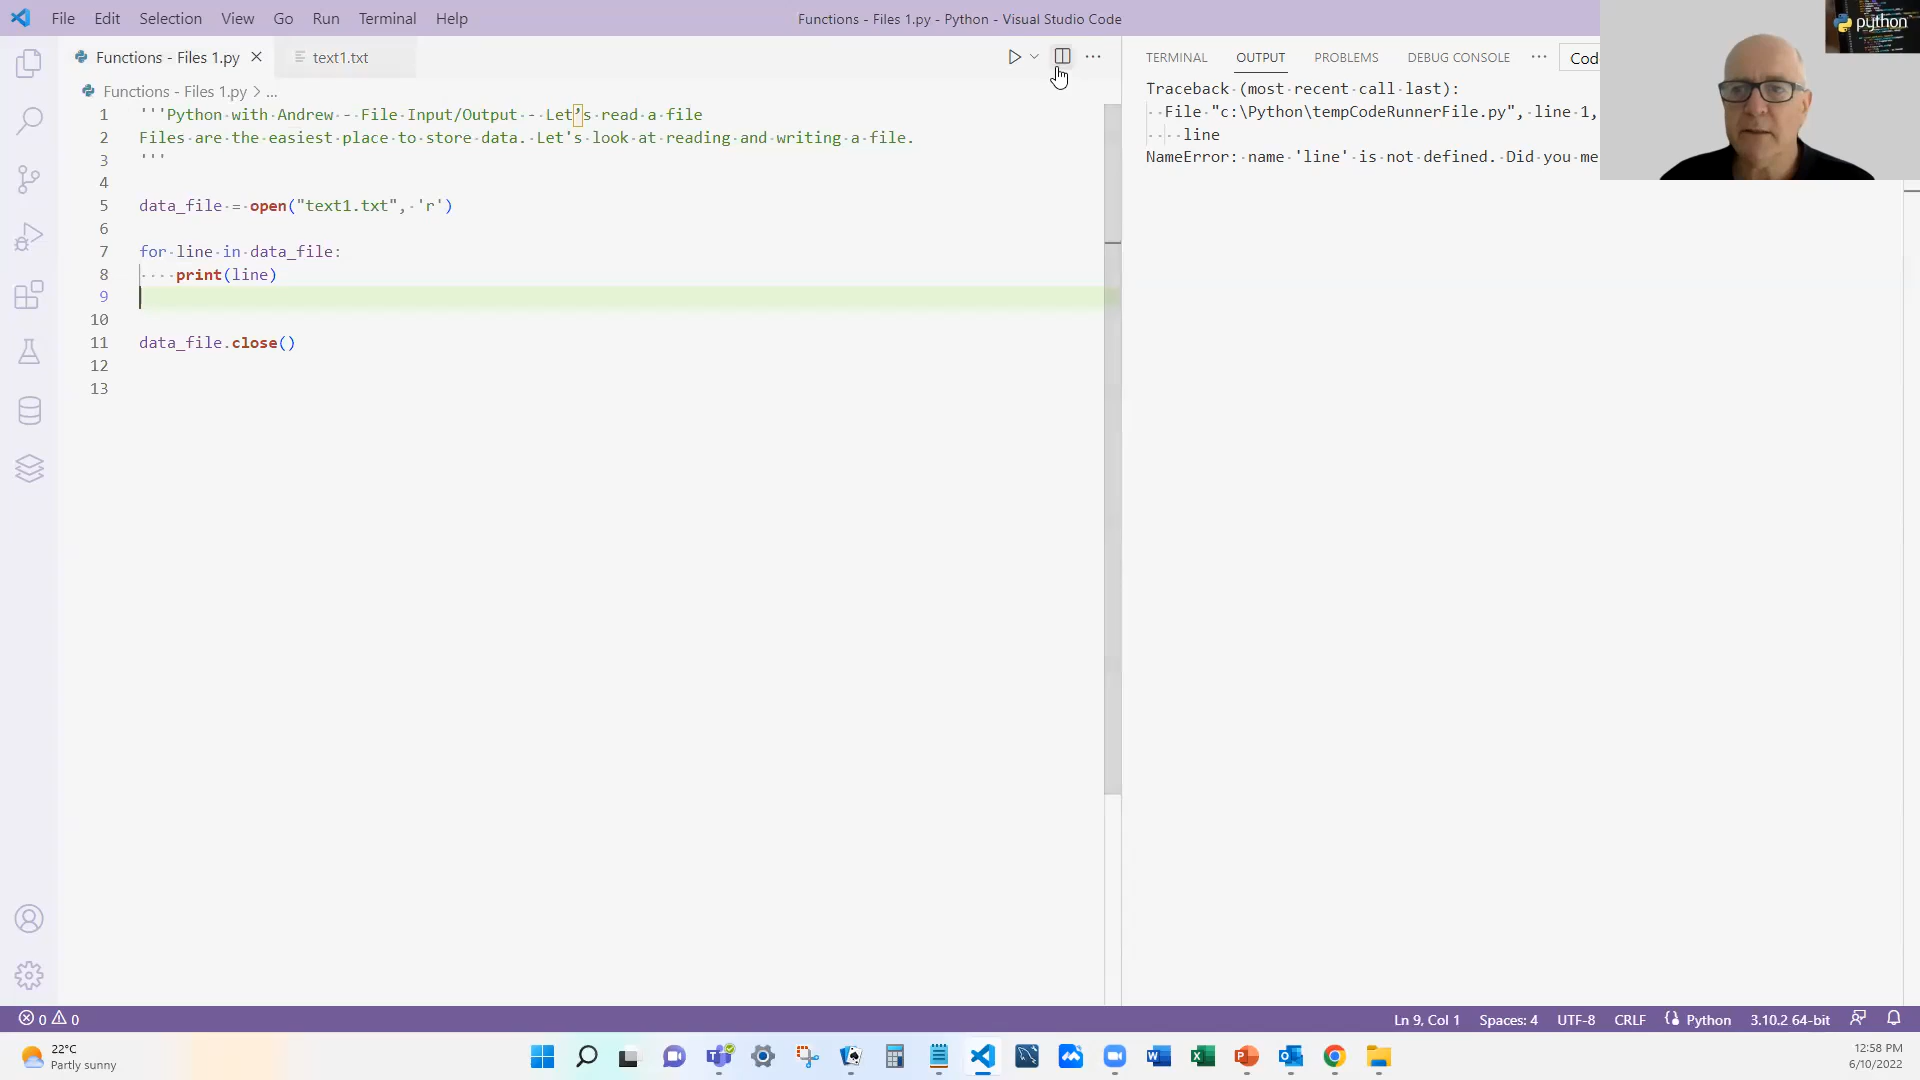 File Edit Selection View Go Run Terminal Help
Functions - Files 1.py - Python - Visual Studio Code
python
Functions - Files 1.py
text1.txt
Functions - Files 1.py > ...
1 '''Python with Andrew -- File Input/Output -- Let’s read a file
2 Files are the easiest place to store data. Let's look at reading and writing a file.
3 '''
4
5 data_file = open("text1.txt", 'r')
6
7 for line in data_file:
8 print(line)
9
10
11 data_file.close()
12
13
TERMINAL OUTPUT PROBLEMS DEBUG CONSOLE ... Cod
Traceback (most recent call last):
File "c:\Python\tempCodeRunnerFile.py", line 1,
line
NameError: name 'line' is not defined. Did you me
0 0
Ln 9, Col 1 Spaces: 4 UTF-8 CRLF Python 3.10.2 64-bit
22°C
Partly sunny
12:58 PM
6/10/2022